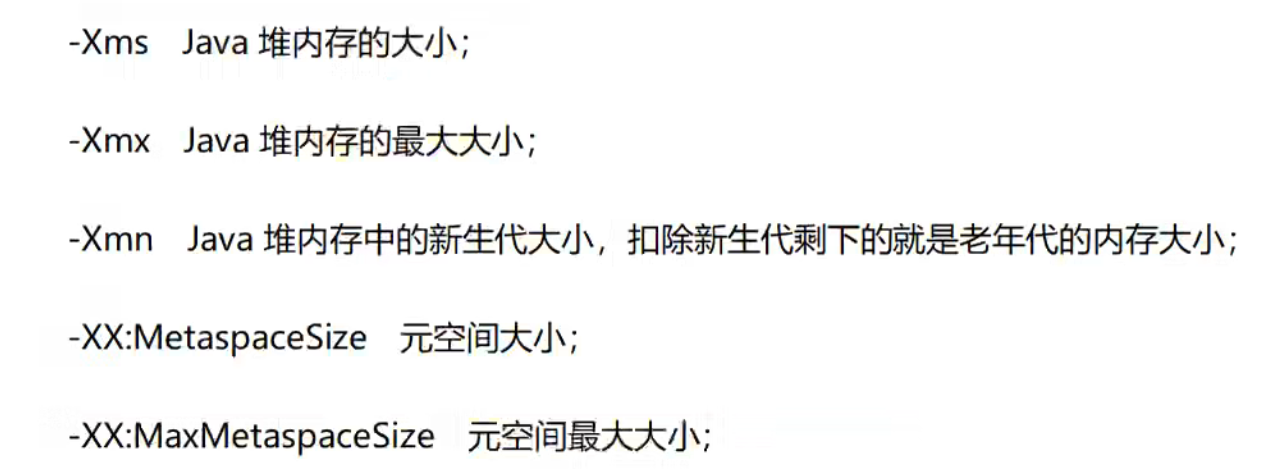 -Xms Java 堆内存的大小；
-Xmx Java 堆内存的最大大小；
-Xmn Java 堆内存中的新生代大小，扣除新生代剩下的就是老年代的内存大小；
-XX:MetaspaceSize 元空间大小；
-XX:MaxMetaspaceSize 元空间最大大小；